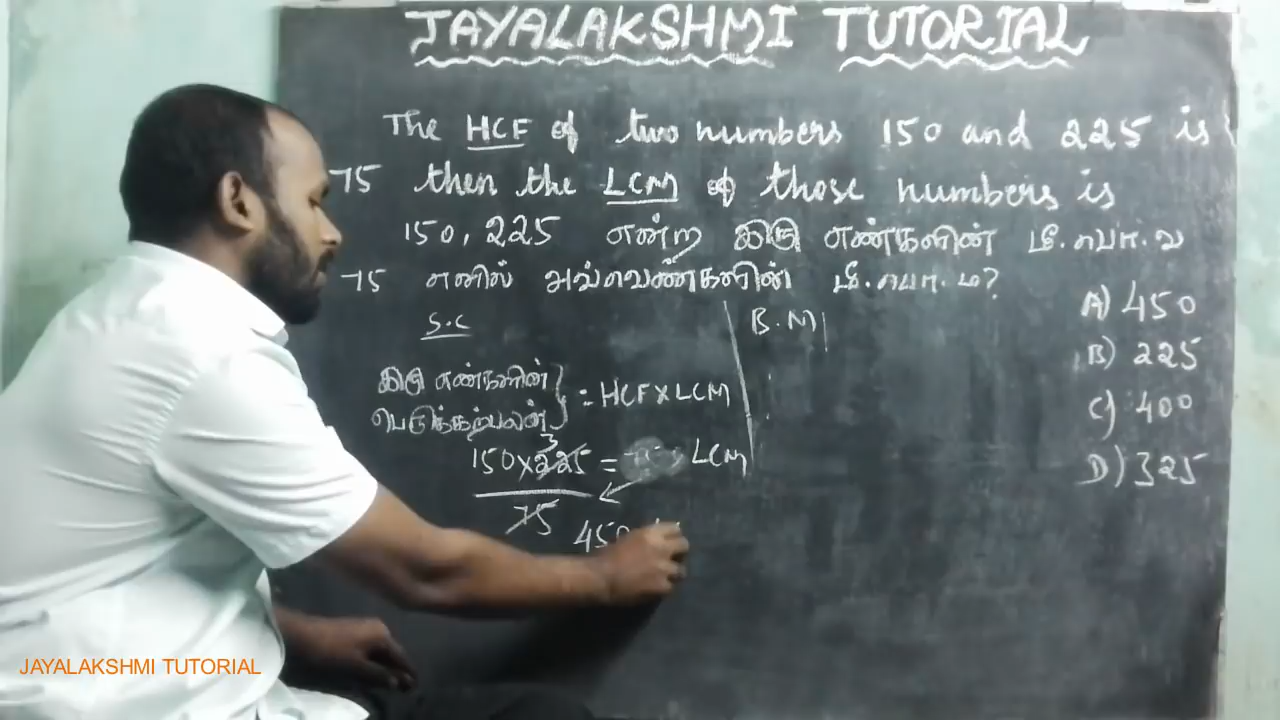 JAYALAKSHMI TUTORIAL
The HCF of two numbers 150 and 225 is
75 then the LCM of those numbers is
150, 225 என்ற இரு எண்களின் மீ.பொ.வ
75 எனில் அவ்வெண்களின் மீ.பொ.ம?
S.C
இரு எண்களின்
பெருக்கற்பலன் } = HCF x LCM
3
150 x 225 = LCM
75
450
B.M
A) 450
B) 225
C) 400
D) 325
JAYALAKSHMI TUTORIAL